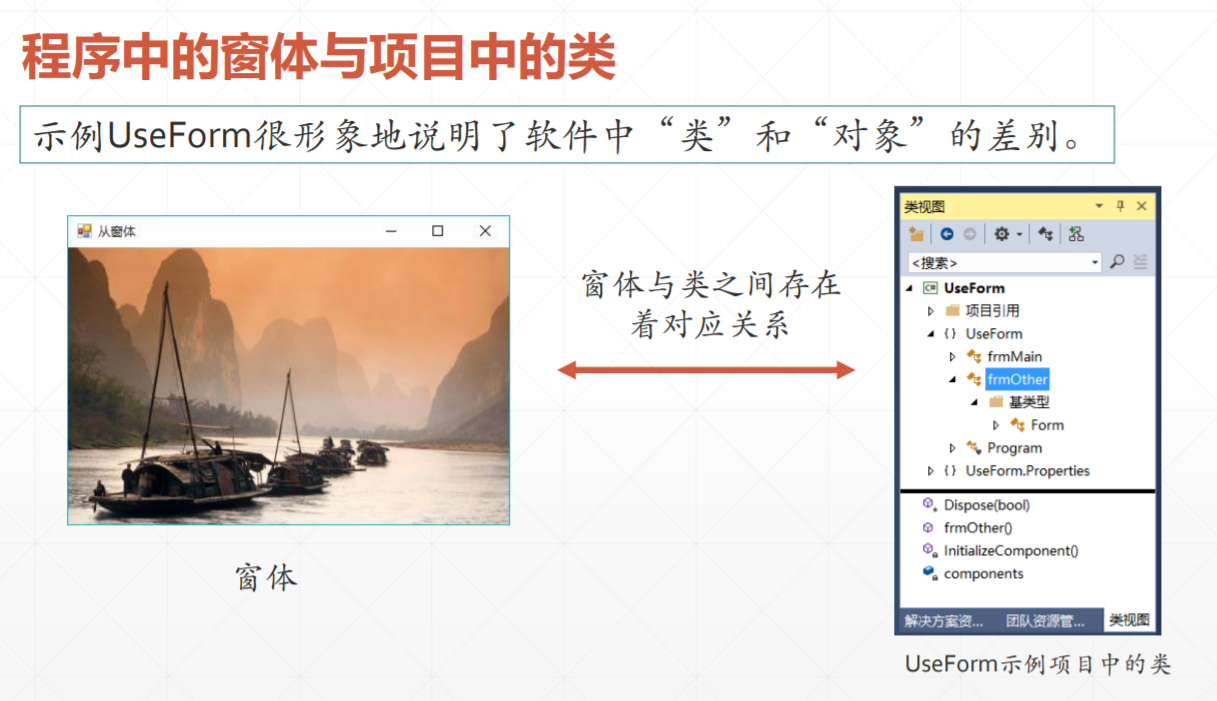 程序中的窗体与项目中的类
示例UseForm很形象地说明了软件中“类”和“对象”的差别。
从窗体
窗体与类之间存在
着对应关系
窗体
类视图
<搜索>
UseForm
项目引用
UseForm
frmMain
frmOther
基类型
Form
Program
UseForm.Properties
Dispose(bool)
frmOther()
InitializeComponent()
components
解决方案资... 团队资源管... 类视图
UseForm示例项目中的类